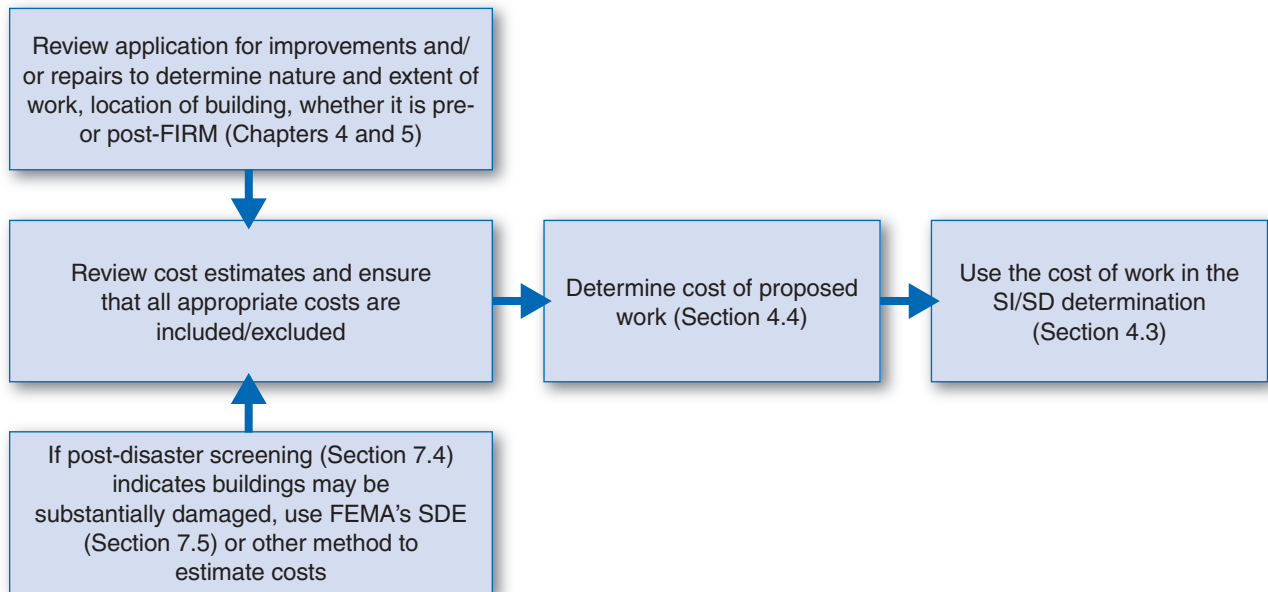 Review application for improvements and/
or repairs to determine nature and extent of
work, location of building, whether it is pre-
or post-FIRM (Chapters 4 and 5)
Review cost estimates and ensure
that all appropriate costs are
included/excluded
Determine cost of proposed
work (Section 4.4)
Use the cost of work in the
SI/SD determination
(Section 4.3)
If post-disaster screening (Section 7.4)
indicates buildings may be
substantially damaged, use FEMA’s SDE
(Section 7.5) or other method to
estimate costs